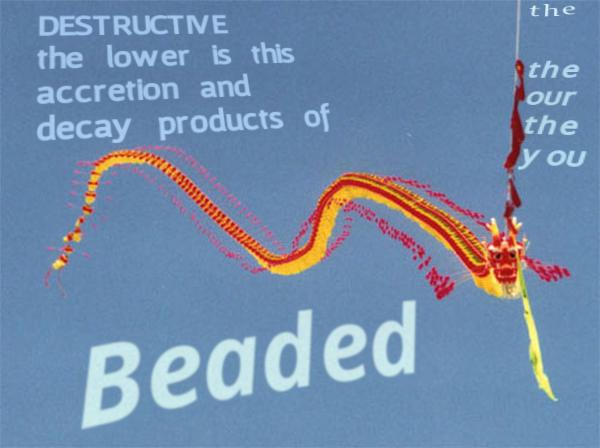 DESTRUCTIVE
the lower is this
accretion and
decay products of
the
the
our
the
you
Beaded